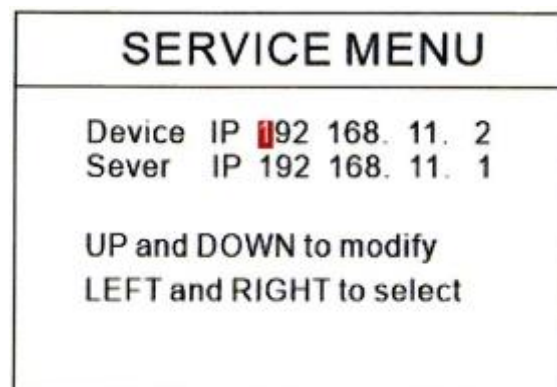 SERVICE MENU
Device IP 192 168. 11. 2
Sever IP 192 168. 11. 1
UP and DOWN to modify
LEFT and RIGHT to select